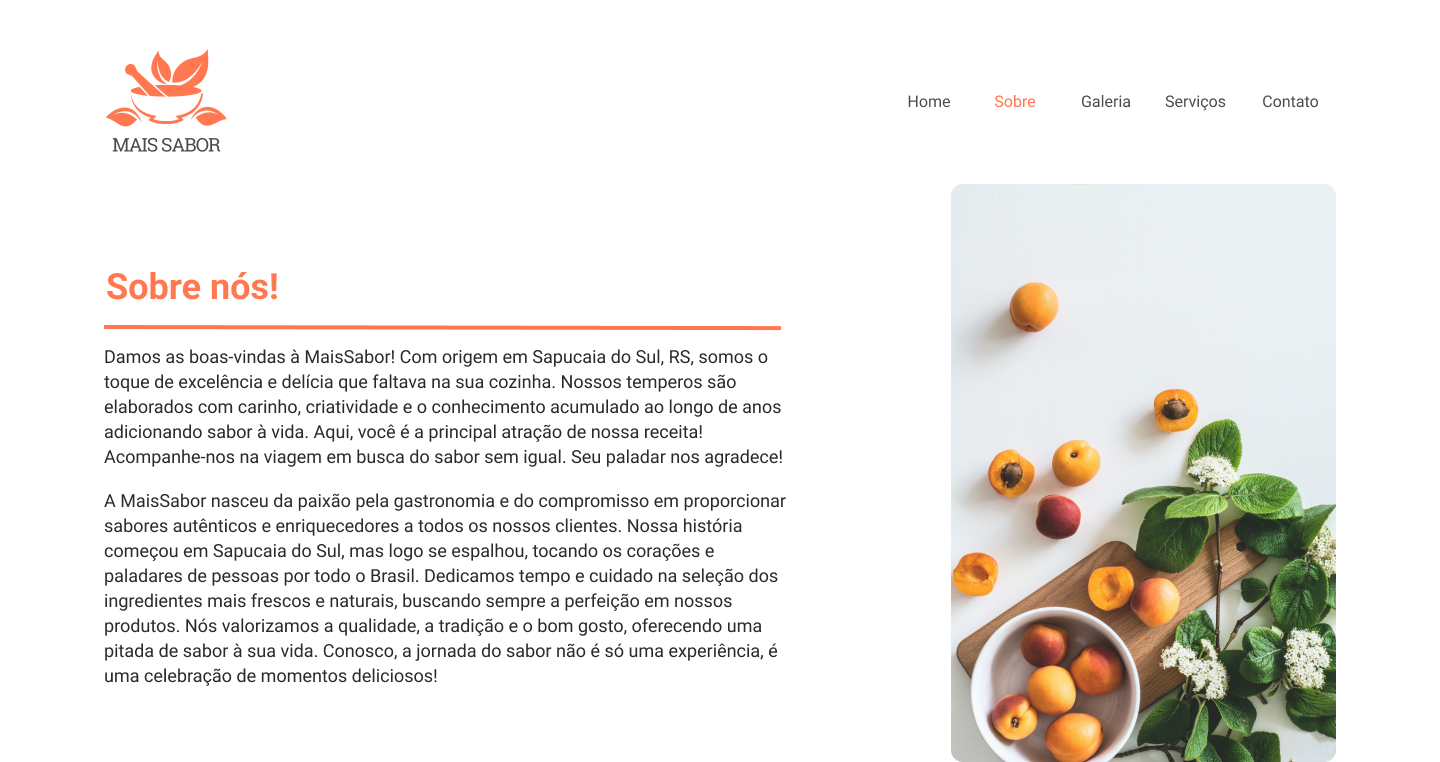 MAIS SABOR
Home
Sobre
Galeria
Serviços
Contato
Sobre nós!
Damos as boas-vindas à MaisSabor! Com origem em Sapucaia do Sul, RS, somos o
toque de excelência e delícia que faltava na sua cozinha. Nossos temperos são
elaborados com carinho, criatividade e o conhecimento acumulado ao longo de anos
adicionando sabor à vida. Aqui, você é a principal atração de nossa receita!
Acompanhe-nos na viagem em busca do sabor sem igual. Seu paladar nos agradece!
A MaisSabor nasceu da paixão pela gastronomia e do compromisso em proporcionar
sabores autênticos e enriquecedores a todos os nossos clientes. Nossa história
começou em Sapucaia do Sul, mas logo se espalhou, tocando os corações e
paladares de pessoas por todo o Brasil. Dedicamos tempo e cuidado na seleção dos
ingredientes mais frescos e naturais, buscando sempre a perfeição em nossos
produtos. Nós valorizamos a qualidade, a tradição e o bom gosto, oferecendo uma
pitada de sabor à sua vida. Conosco, a jornada do sabor não é só uma experiência, é
uma celebração de momentos deliciosos!